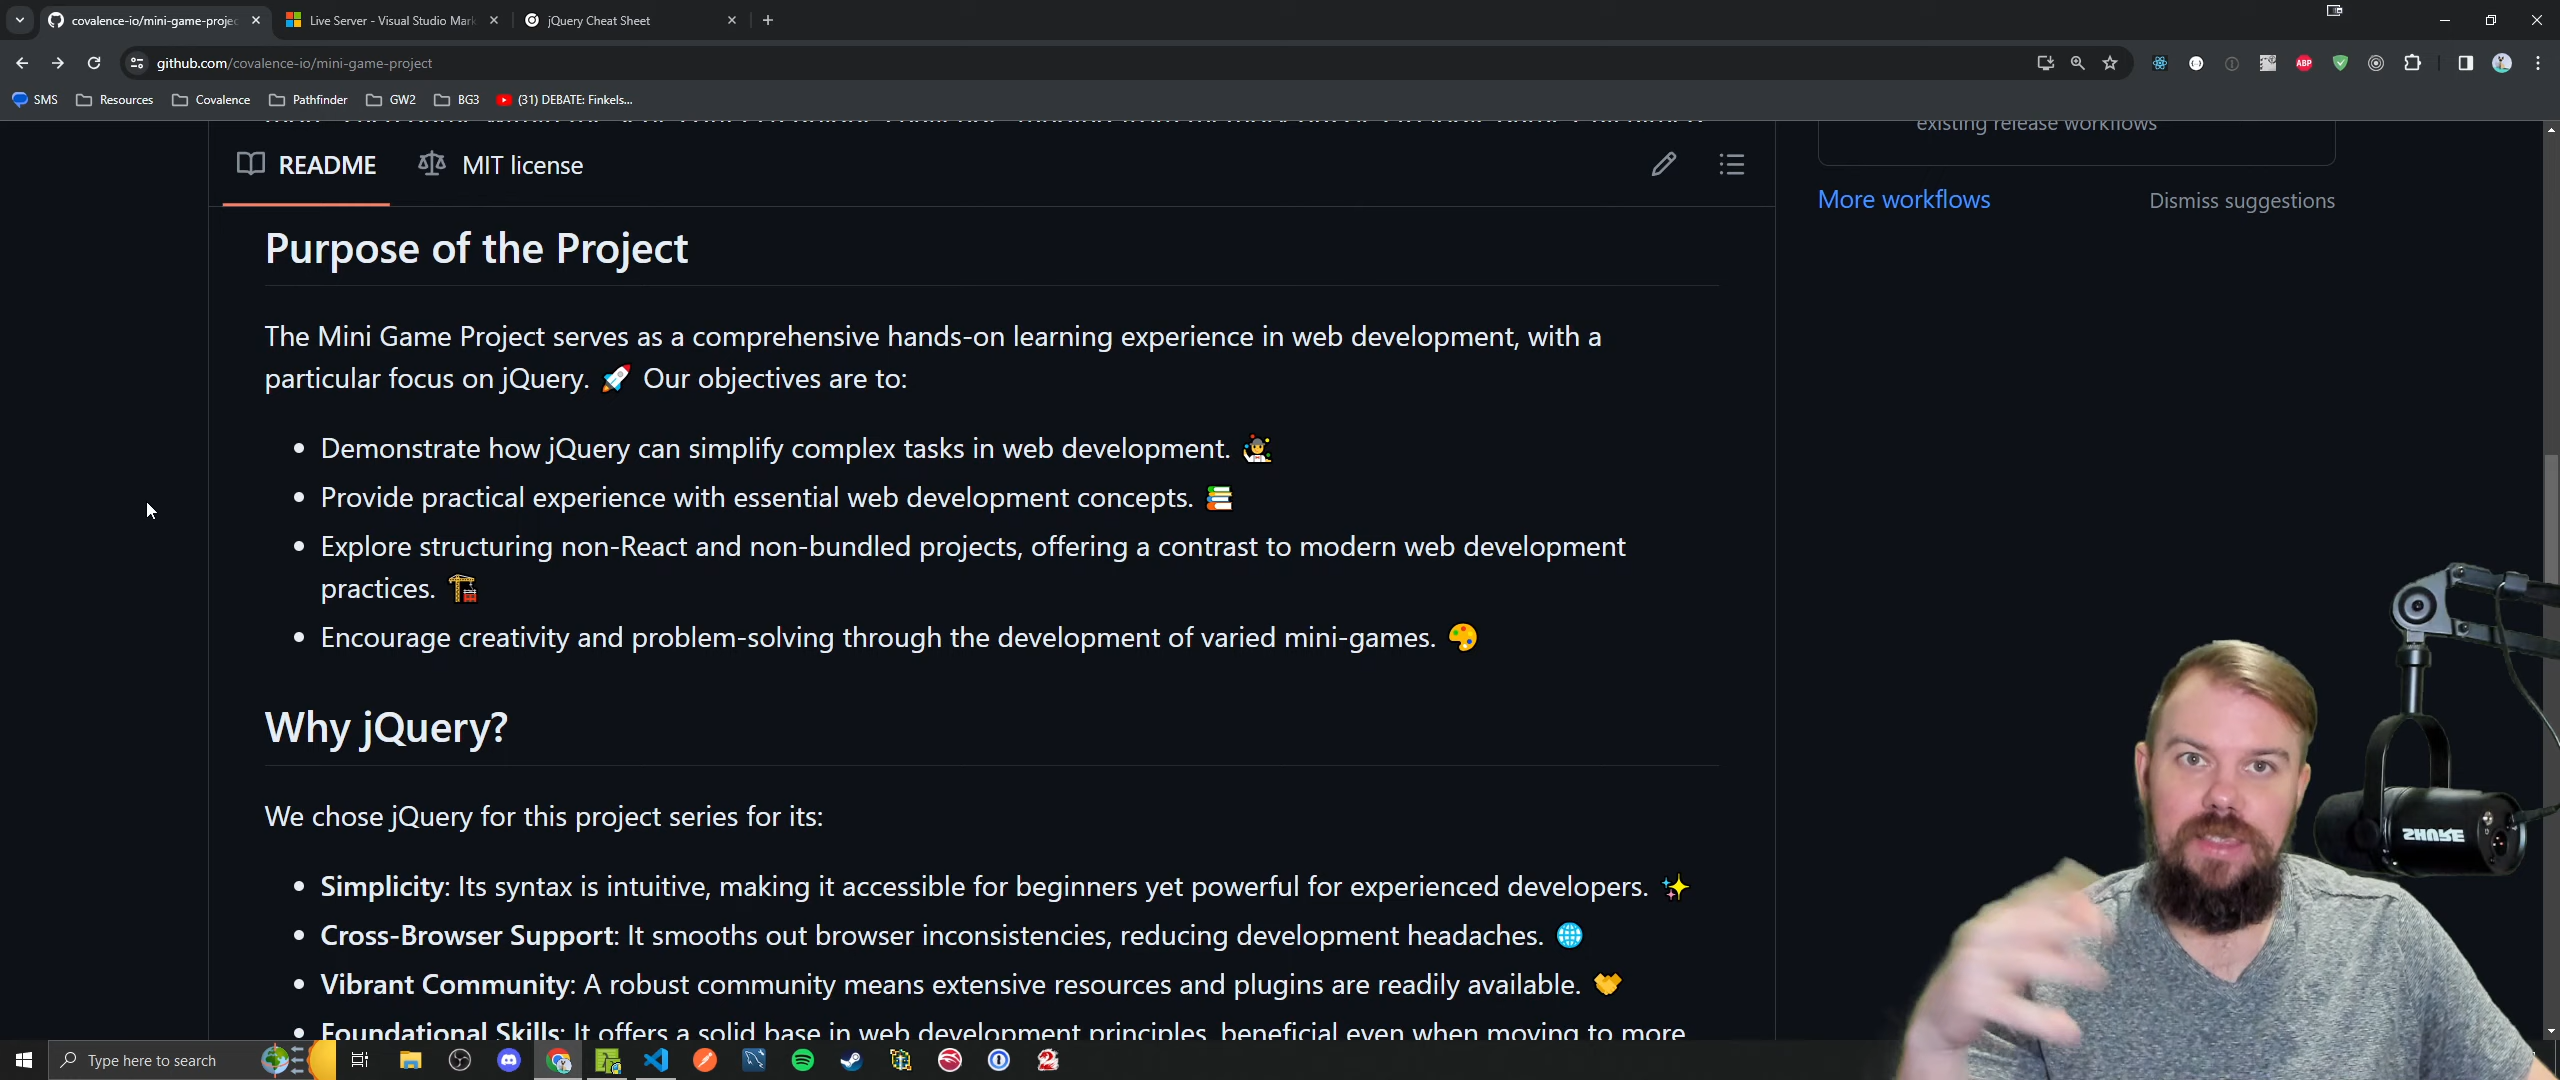 covalence-io/mini-game-projec
Live Server - Visual Studio Mark
jQuery Cheat Sheet
github.com/covalence-io/mini-game-project
SMS
Resources
Covalence
Pathfinder
GW2
BG3
(31) DEBATE: Finkels...
ABP
existing release workflows
README
MIT license
More workflows
Dismiss suggestions
Purpose of the Project
The Mini Game Project serves as a comprehensive hands-on learning experience in web development, with a
particular focus on jQuery. 🚀 Our objectives are to:
• Demonstrate how jQuery can simplify complex tasks in web development.
• Provide practical experience with essential web development concepts. 📚
• Explore structuring non-React and non-bundled projects, offering a contrast to modern web development
practices. 🏗️
• Encourage creativity and problem-solving through the development of varied mini-games. 🎨
Why jQuery?
We chose jQuery for this project series for its:
• Simplicity: Its syntax is intuitive, making it accessible for beginners yet powerful for experienced developers. ✨
• Cross-Browser Support: It smooths out browser inconsistencies, reducing development headaches. 🌐
• Vibrant Community: A robust community means extensive resources and plugins are readily available. 🤝
• Foundational Skills: It offers a solid base in web development principles, beneficial even when moving to more
SHURE
Type here to search